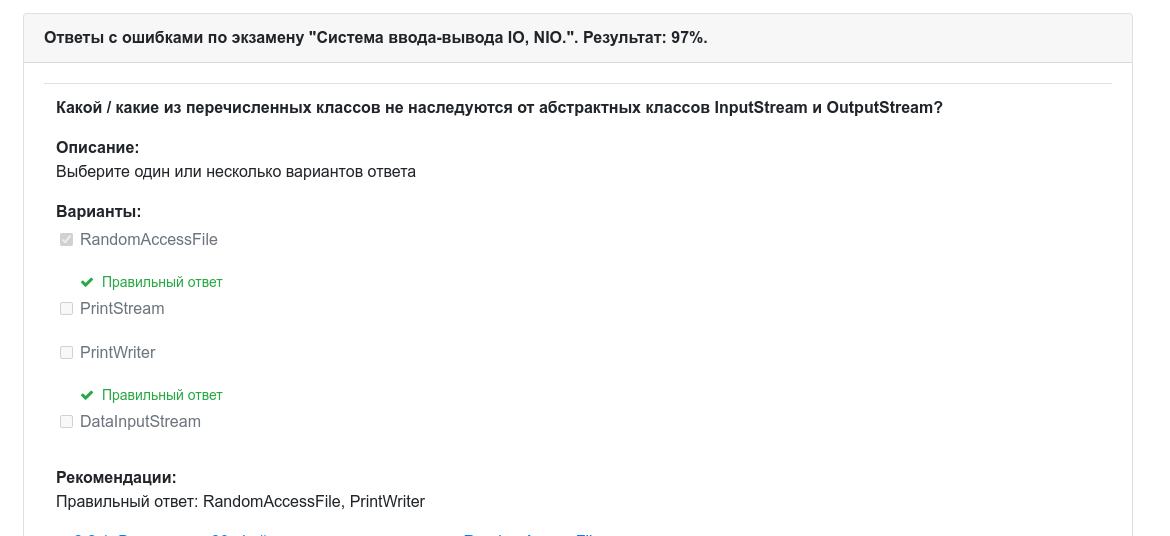 Ответы с ошибками по экзамену "Система ввода-вывода IO, NIO.". Результат: 97%.
Какой / какие из перечисленных классов не наследуются от абстрактных классов InputStream и OutputStream?
Описание:
Выберите один или несколько вариантов ответа
Варианты:
RandomAccessFile
Правильный ответ
PrintStream
PrintWriter
Правильный ответ
DataInputStream
Рекомендации:
Правильный ответ: RandomAccessFile, PrintWriter